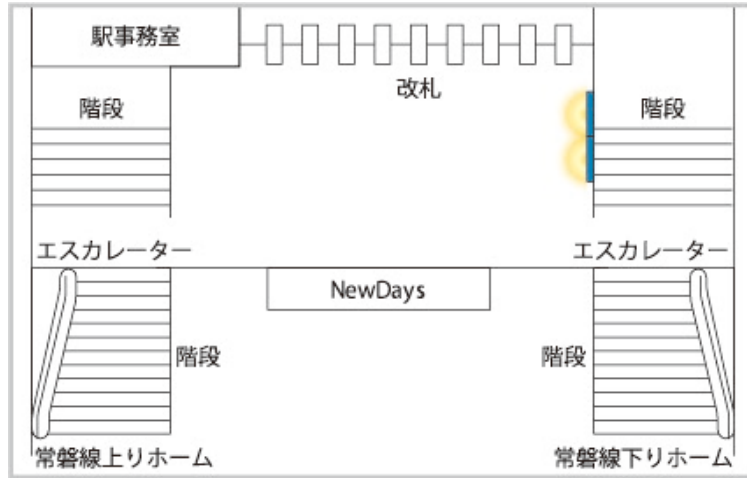 駅事務室
改札
階段
階段
エスカレーター
エスカレーター
NewDays
階段
階段
常磐線上りホーム
常磐線下りホーム